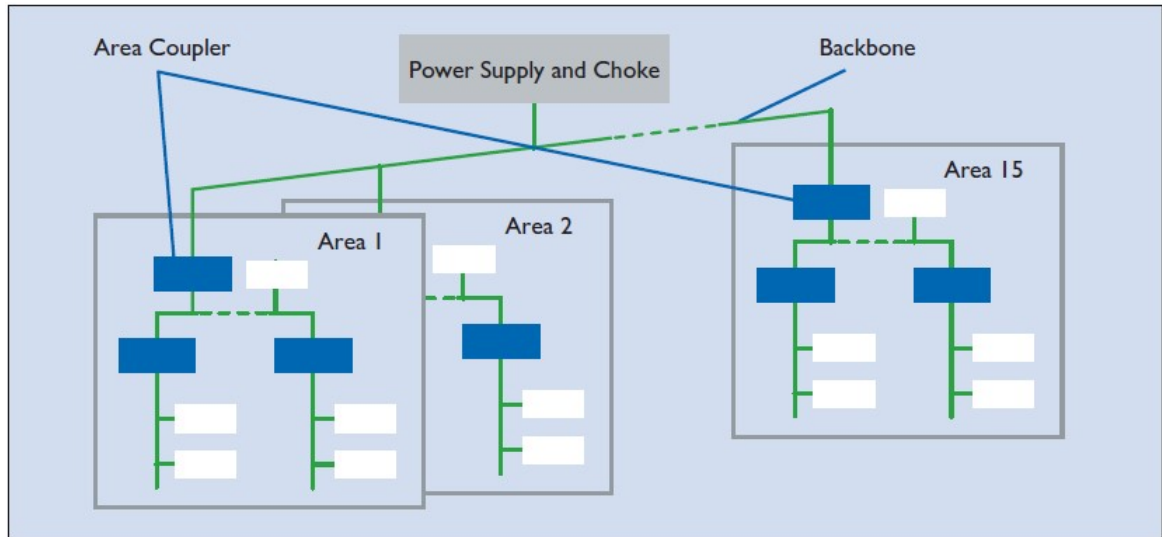 Area Coupler
Power Supply and Choke
Backbone
Area 15
Area 2
Area 1